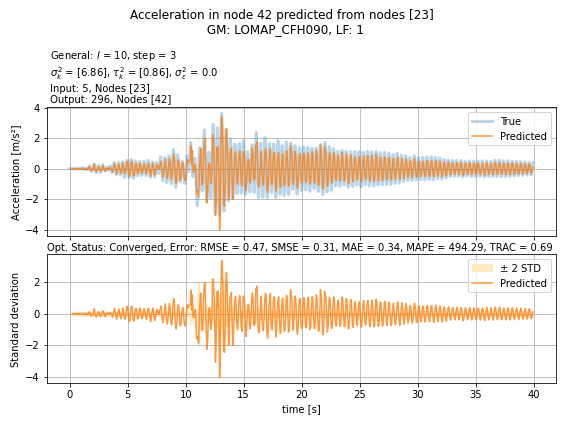 Acceleration in node 42 predicted from nodes [23]
GM: LOMAP_CFH090, LF: 1
General: l = 10, step = 3
σ²ₖ = [6.86], τ²ₖ = [0.86], σ²ε = 0.0
Input: 5, Nodes [23]
Output: 296, Nodes [42]
4
2
0
−2
−4
Acceleration [m/s²]
True
Predicted
Opt. Status: Converged, Error: RMSE = 0.47, SMSE = 0.31, MAE = 0.34, MAPE = 494.29, TRAC = 0.69
2
0
−2
−4
Standard deviation
± 2 STD
Predicted
0 5 10 15 20 25 30 35 40
time [s]